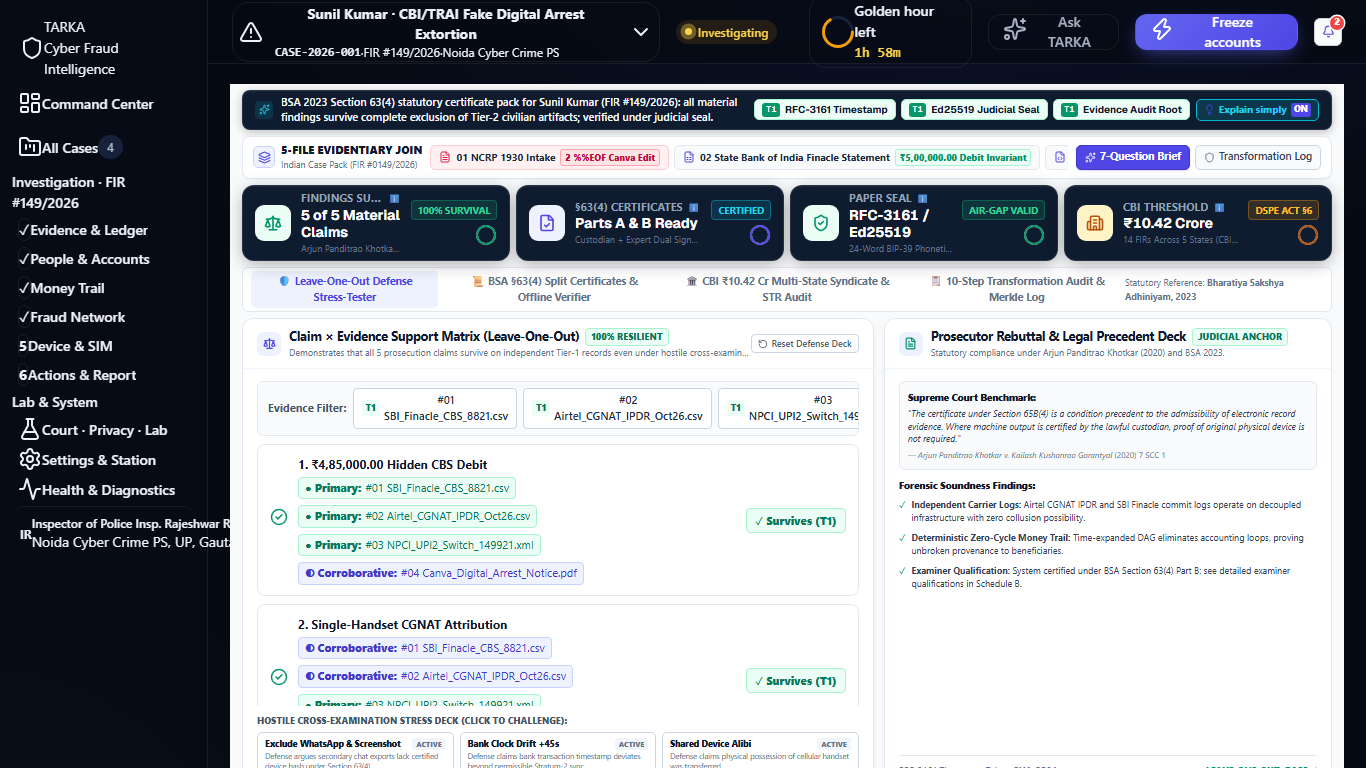 TARKA
Cyber Fraud
Intelligence
Command Center
All Cases 4
Investigation · FIR
#149/2026
✓Evidence & Ledger
✓People & Accounts
✓Money Trail
✓Fraud Network
5Device & SIM
6Actions & Report
Lab & System
Court · Privacy · Lab
Settings & Station
Health & Diagnostics
IR
Inspector of Police Insp. Rajeshwar R
Noida Cyber Crime PS, UP, Gaut
Sunil Kumar · CBI/TRAI Fake Digital Arrest
Extortion
CASE-2026-001·FIR #149/2026·Noida Cyber Crime PS
Investigating
Golden hour
left
1h 58m
Ask
TARKA
Freeze
accounts
2
BSA 2023 Section 63(4) statutory certificate pack for Sunil Kumar (FIR #149/2026): all material
findings survive complete exclusion of Tier-2 civilian artifacts; verified under judicial seal.
T1 RFC-3161 Timestamp
T1 Ed25519 Judicial Seal
T1 Evidence Audit Root
Explain simply ON
5-FILE EVIDENTIARY JOIN
Indian Case Pack (FIR #0149/2026)
01 NCRP 1930 Intake 2 %%EOF Canva Edit
02 State Bank of India Finacle Statement ₹5,00,000.00 Debit Invariant
7-Question Brief
Transformation Log
FINDINGS SU...
5 of 5 Material
Claims
Arjun Panditrao Khotka...
100% SURVIVAL
§63(4) CERTIFICATES
Parts A & B Ready
Custodian + Expert Dual Sign...
CERTIFIED
PAPER SEAL
RFC-3161 /
Ed25519
24-Word BIP-39 Phoneti...
AIR-GAP VALID
CBI THRESHOLD
₹10.42 Crore
14 FIRs Across 5 States (CBI...
DSPE ACT §6
Leave-One-Out Defense
Stress-Tester
BSA §63(4) Split Certificates &
Offline Verifier
CBI ₹10.42 Cr Multi-State Syndicate &
STR Audit
10-Step Transformation Audit &
Merkle Log
Statutory Reference: Bharatiya Sakshya
Adhiniyam, 2023
Claim × Evidence Support Matrix (Leave-One-Out) 100% RESILIENT
Demonstrates that all 5 prosecution claims survive on independent Tier-1 records even under hostile cross-examin...
Reset Defense Deck
Evidence Filter:
T1 #01
SBI_Finacle_CBS_8821.csv
T1 #02
Airtel_CGNAT_IPDR_Oct26.csv
T1 #03
NPCI_UPI2_Switch_149
1. ₹4,85,000.00 Hidden CBS Debit
● Primary: #01 SBI_Finacle_CBS_8821.csv
● Primary: #02 Airtel_CGNAT_IPDR_Oct26.csv
● Primary: #03 NPCI_UPI2_Switch_149921.xml
◐ Corroborative: #04 Canva_Digital_Arrest_Notice.pdf
✓ Survives (T1)
2. Single-Handset CGNAT Attribution
◐ Corroborative: #01 SBI_Finacle_CBS_8821.csv
◐ Corroborative: #02 Airtel_CGNAT_IPDR_Oct26.csv
● Primary: #03 NPCI_UPI2_Switch_149921.xml
✓ Survives (T1)
HOSTILE CROSS-EXAMINATION STRESS DECK (CLICK TO CHALLENGE):
Exclude WhatsApp & Screenshot ACTIVE
Defense argues secondary chat exports lack certified
device hash under Section 63(4).
Bank Clock Drift +45s ACTIVE
Defense claims bank transaction timestamp deviates
beyond permissible Stratum-2 sync.
Shared Device Alibi ACTIVE
Defense claims physical possession of cellular handset
was transferred.
Prosecutor Rebuttal & Legal Precedent Deck JUDICIAL ANCHOR
Statutory compliance under Arjun Panditrao Khotkar (2020) and BSA 2023.
Supreme Court Benchmark:
"The certificate under Section 65B(4) is a condition precedent to the admissibility of electronic record
evidence. Where machine output is certified by the lawful custodian, proof of original physical device is
not required."
— Arjun Panditrao Khotkar v. Kailash Kushanrao Gorantyal (2020) 7 SCC 1
Forensic Soundness Findings:
✓ Independent Carrier Logs: Airtel CGNAT IPDR and SBI Finacle commit logs operate on decoupled
infrastructure with zero collusion possibility.
✓ Deterministic Zero-Cycle Money Trail: Time-expanded DAG eliminates accounting loops, proving
unbroken provenance to beneficiaries.
✓ Examiner Qualification: System certified under BSA Section 63(4) Part B; see detailed examiner
qualifications in Schedule B.